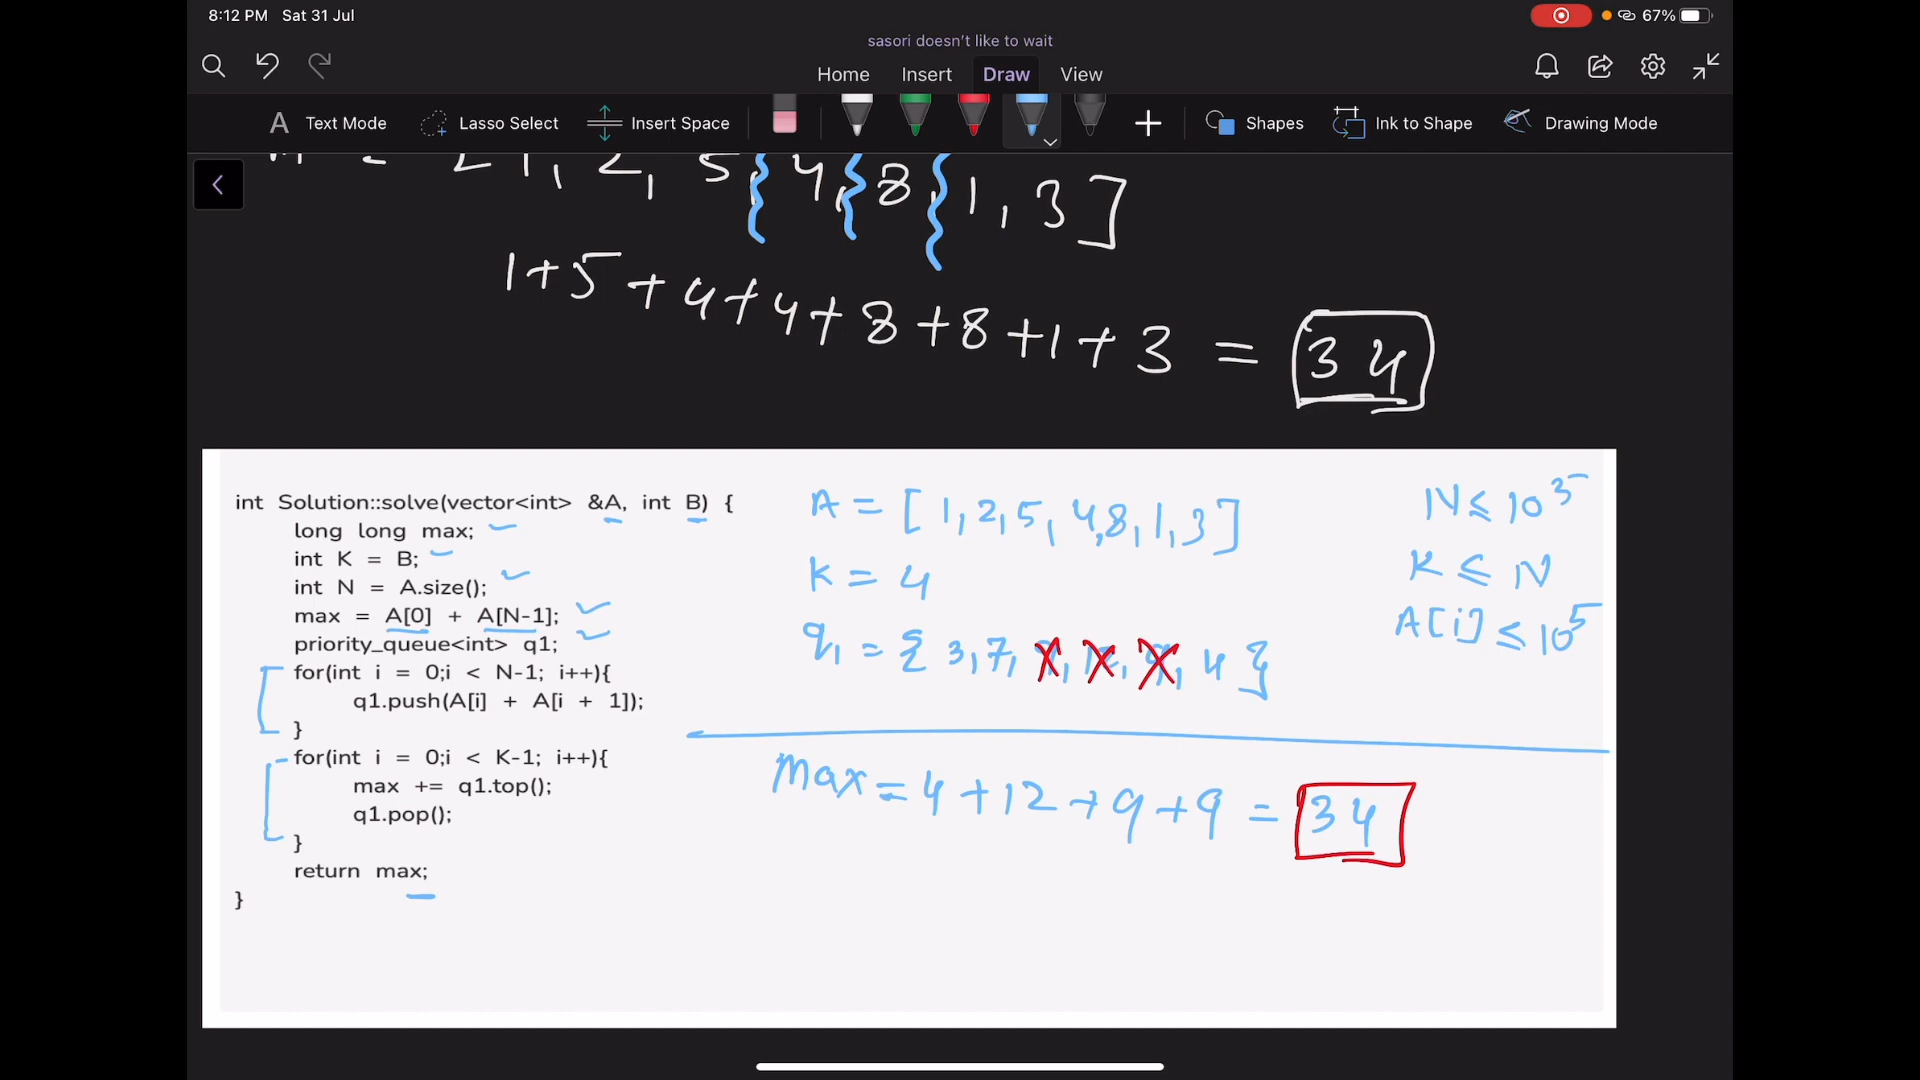 8:12 PM Sat 31 Jul
67%
sasori doesn't like to wait
Home Insert Draw View
Text Mode Lasso Select Insert Space Shapes Ink to Shape Drawing Mode
1, 2, 5, 4, 8, 1, 3]
1+5+4+4+8+8+1+3 = 34
int Solution::solve(vector<int> &A, int B) {
long long max;
int K = B;
int N = A.size();
max = A[0] + A[N-1];
priority_queue<int> q1;
for(int i = 0;i < N-1; i++){
q1.push(A[i] + A[i + 1]);
}
for(int i = 0;i < K-1; i++){
max += q1.top();
q1.pop();
}
return max;
}
A = [1,2,5,4,8,1,3]
K = 4
q1 = { 3,7, 9, 12, 9, 4 }
N ≤ 10^5
K ≤ N
A[i] ≤ 10^5
Max = 4+12+9+9 = 34